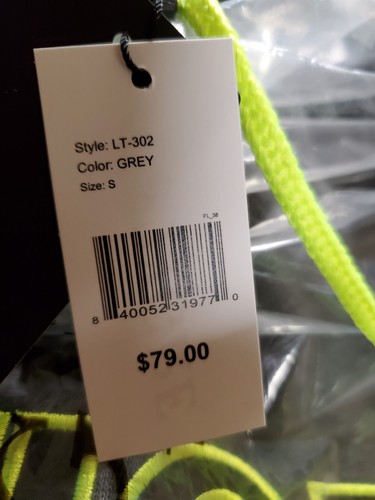 Style: LT-302
Color: GREY
Size: S
FL_38
8 40052 31977 0
$79.00